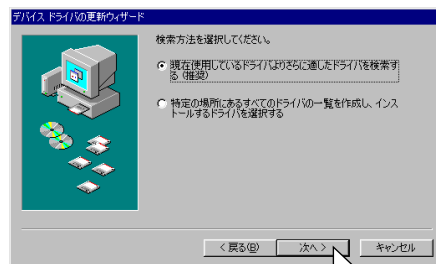 デバイス ドライバの更新ウィザード
検索方法を選択してください。
現在使用しているドライバよりさらに適したドライバを検索す
る (推奨)
特定の場所にあるすべてのドライバの一覧を作成し、インス
トールするドライバを選択する
< 戻る(B)
次へ >
キャンセル